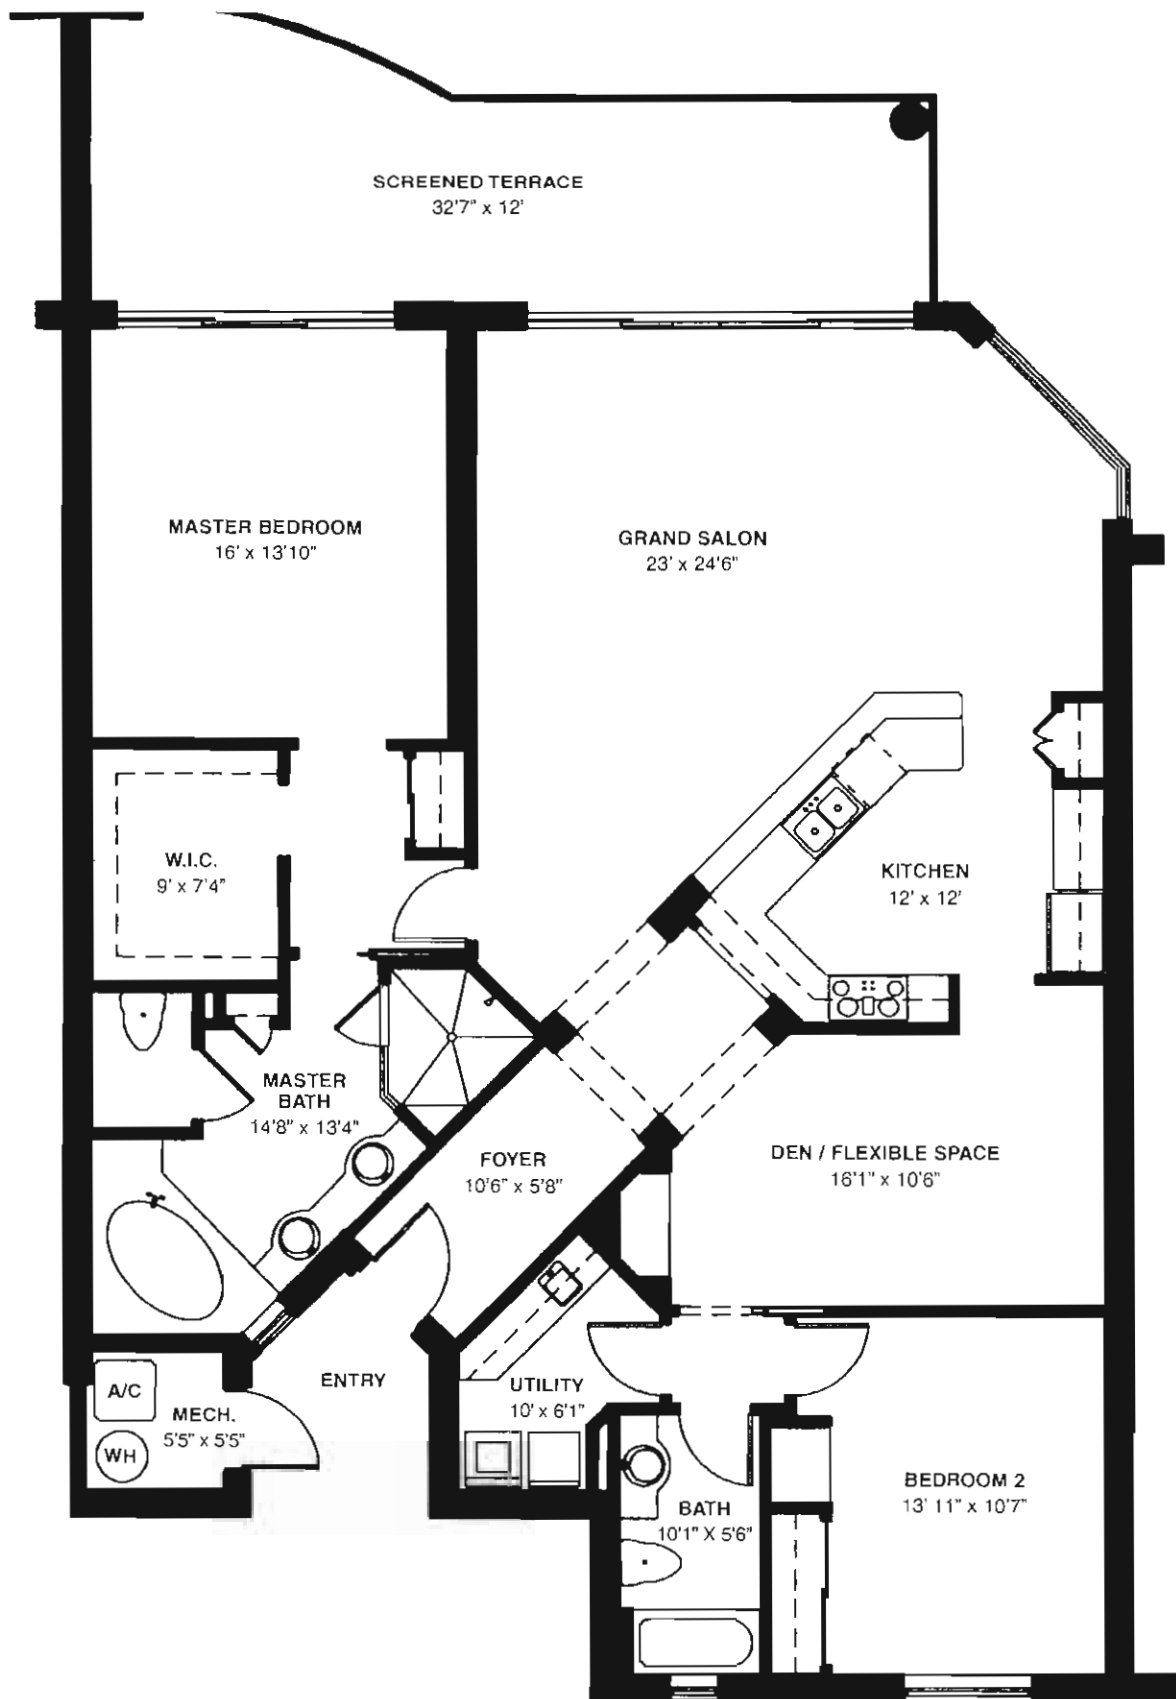 SCREENED TERRACE
32'7" x 12'
MASTER BEDROOM
16' x 13'10"
GRAND SALON
23' x 24'6"
W.I.C.
9' x 7'4"
KITCHEN
12' x 12'
MASTER
BATH
14'8" x 13'4"
FOYER
10'6" x 5'8"
DEN / FLEXIBLE SPACE
16'1" x 10'6"
ENTRY
A/C
MECH.
5'5" x 5'5"
WH
UTILITY
10' x 6'1"
BATH
10'1" X 5'6"
BEDROOM 2
13' 11" x 10'7"